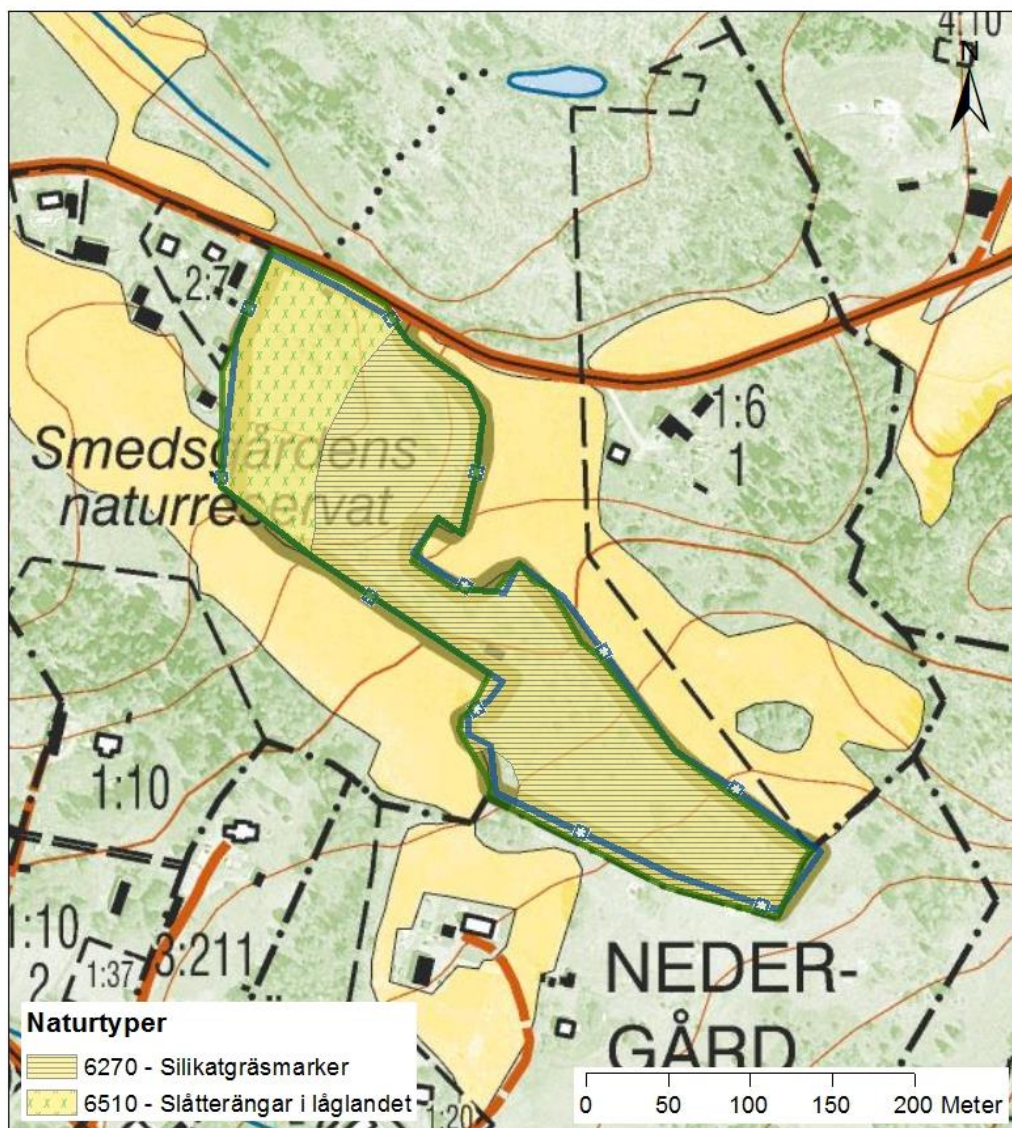 4:10
N
2:7
1:6
1
Smedsgårdens
naturreservat
1:10
1:10
2
1:37
3:211
NEDER-
GÅRD
1:20
Naturtyper
6270 - Silikatgräsmarker
6510 - Slåtterängar i låglandet
0 50 100 150 200 Meter